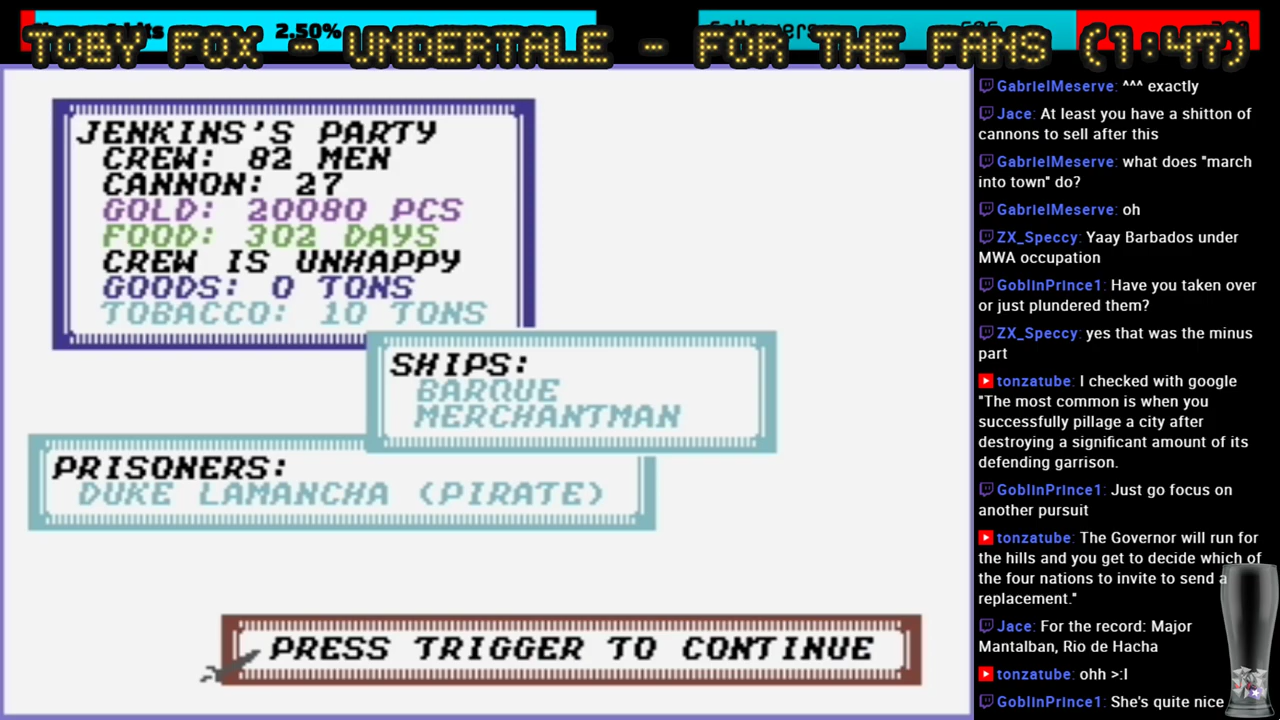 2.50%
TOBY FOX - UNDERTALE - FOR THE FANS (1:47)
JENKINS'S PARTY
CREW: 82 MEN
CANNON: 27
GOLD: 20080 PCS
FOOD: 302 DAYS
CREW IS UNHAPPY
GOODS: 0 TONS
TOBACCO: 10 TONS
SHIPS:
BARQUE
MERCHANTMAN
PRISONERS:
DUKE LAMANCHA (PIRATE)
PRESS TRIGGER TO CONTINUE
GabrielMeserve: ^^^ exactly
Jace: At least you have a shitton of
cannons to sell after this
GabrielMeserve: what does "march
into town" do?
GabrielMeserve: oh
ZX_Speccy: Yaay Barbados under
MWA occupation
GoblinPrince1: Have you taken over
or just plundered them?
ZX_Speccy: yes that was the minus
part
tonzatube: I checked with google
"The most common is when you
successfully pillage a city after
destroying a significant amount of its
defending garrison.
GoblinPrince1: Just go focus on
another pursuit
tonzatube: The Governor will run for
the hills and you get to decide which of
the four nations to invite to send a
replacement."
Jace: For the record: Major
Mantalban, Rio de Hacha
tonzatube: ohh >:l
GoblinPrince1: She's quite nice